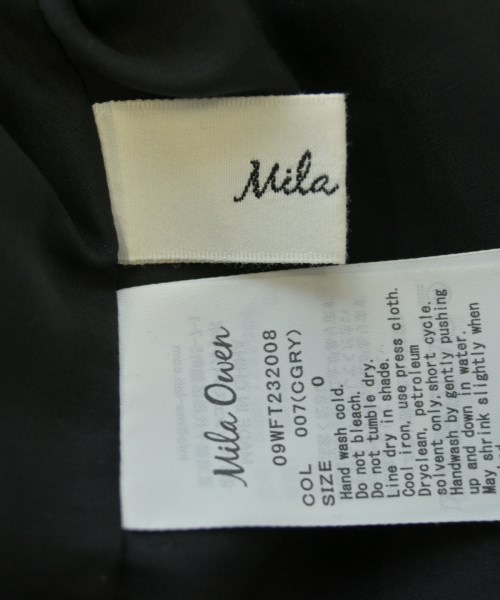 Mila
Mila Owen
09WFT232008
COL 007(CGRY)
SIZE 0
Hand wash cold.
Do not bleach.
Do not tumble dry.
Line dry in shade.
Cool iron, use press cloth.
Dryclean, petroleum
solvent only, short cycle.
Handwash by gently pushing
up and down in water.
May shrink slightly when